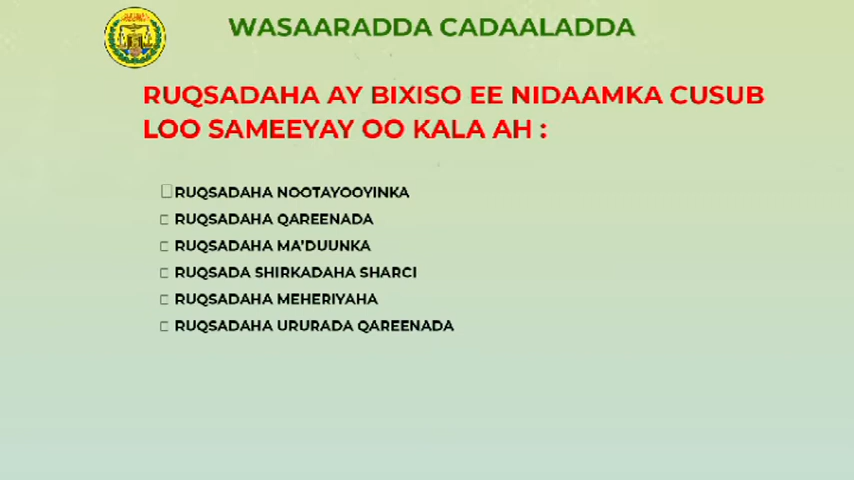 WASAARADDA CADAALADDA
RUQSADAHA AY BIXISO EE NIDAAMKA CUSUB
LOO SAMEEYAY OO KALA AH :
RUQSADAHA NOOTAYOOYINKA
RUQSADAHA QAREENADA
RUQSADAHA MA'DUUNKA
RUQSADA SHIRKADAHA SHARCI
RUQSADAHA MEHERIYAHA
RUQSADAHA URURADA QAREENADA